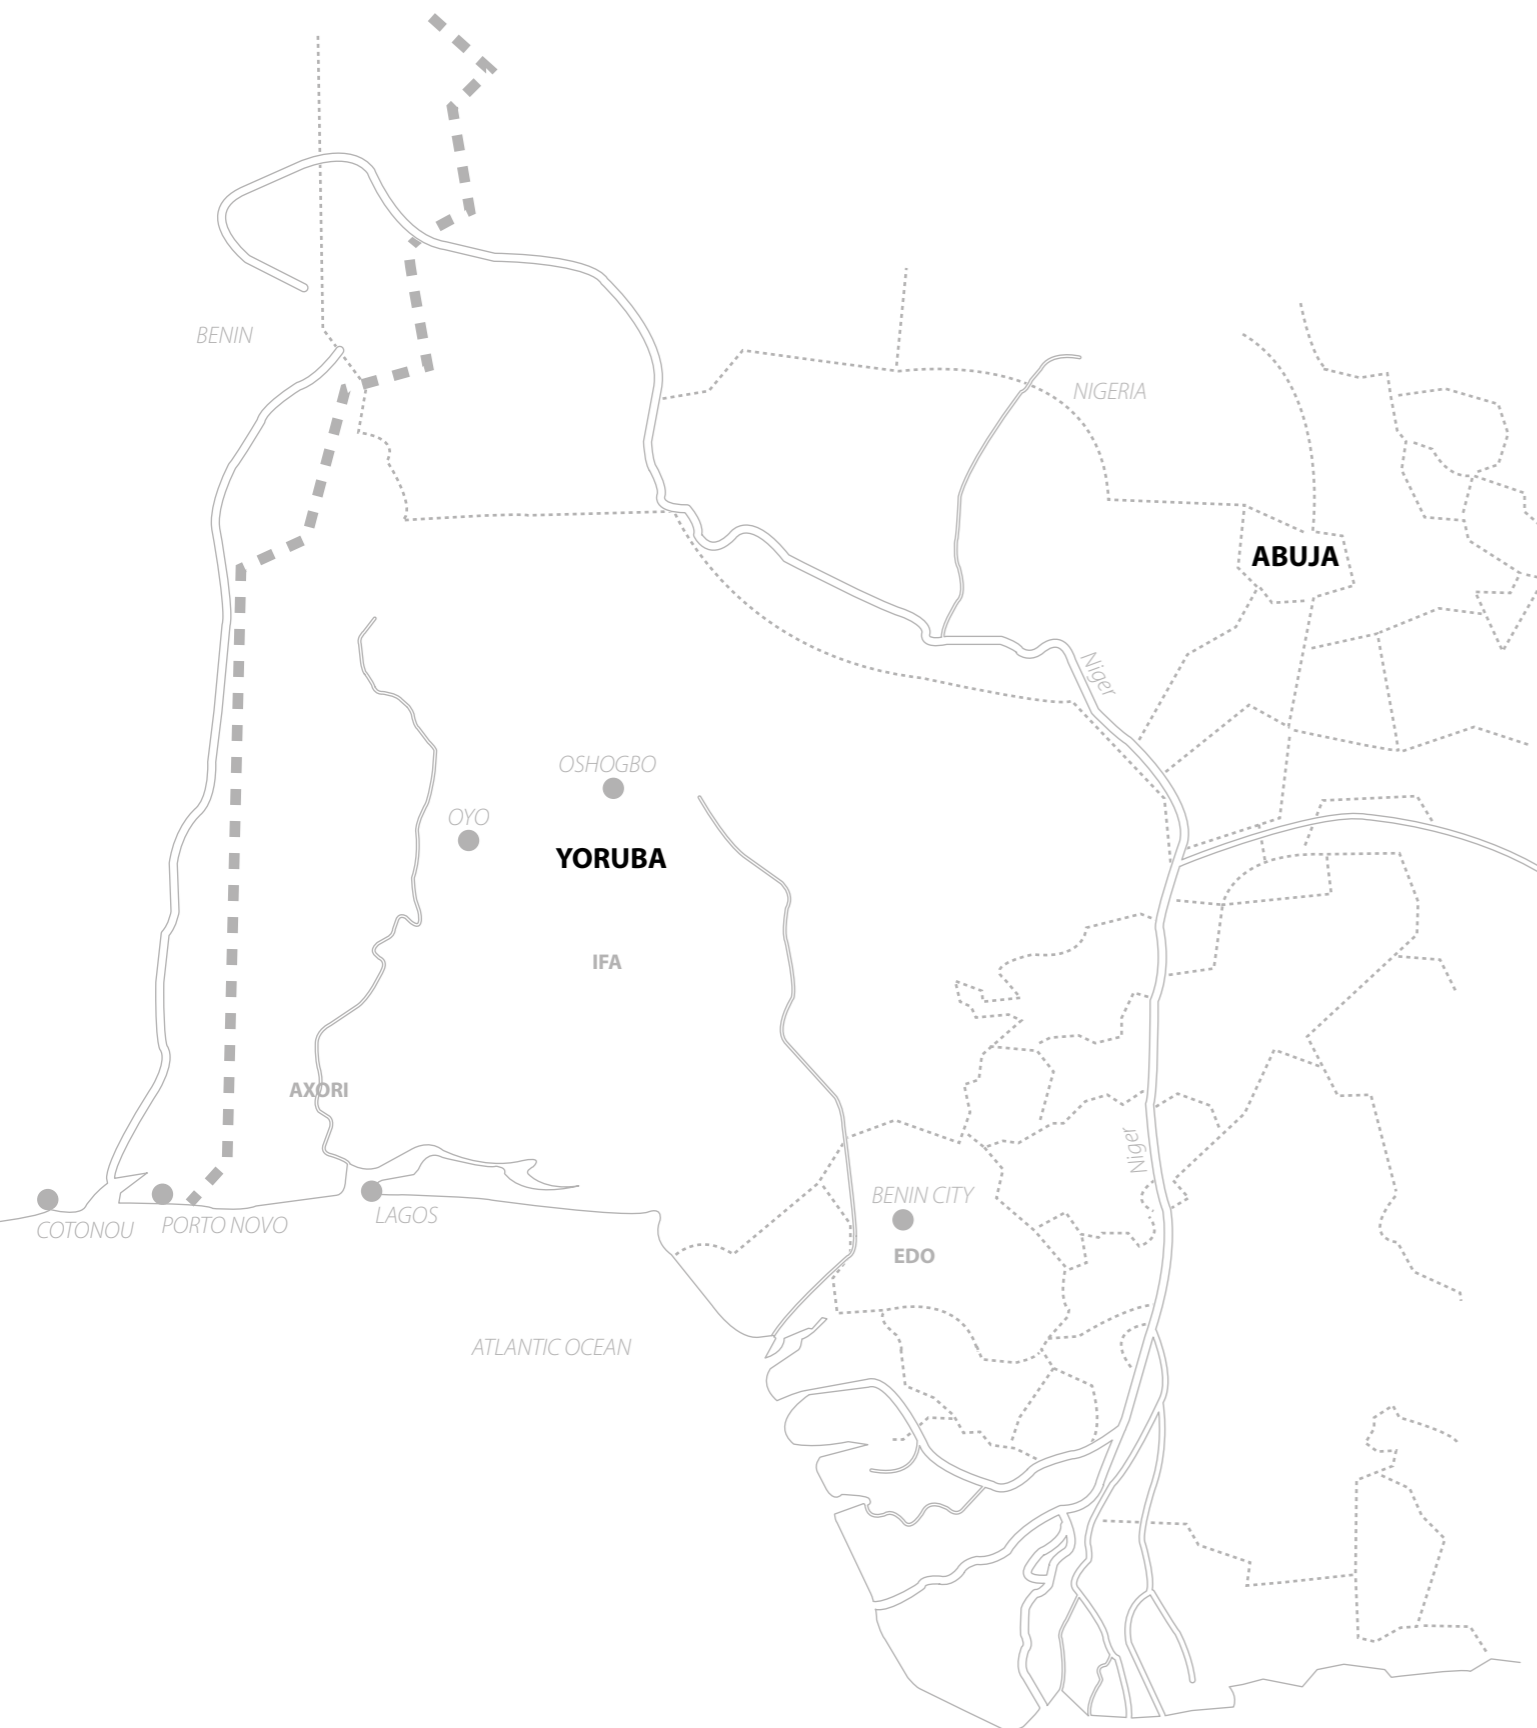 BENIN
NIGERIA
ABUJA
Niger
OSHOGBO
OYO
YORUBA
IFA
AXORI
Niger
BENIN CITY
EDO
COTONOU
PORTO NOVO
LAGOS
ATLANTIC OCEAN